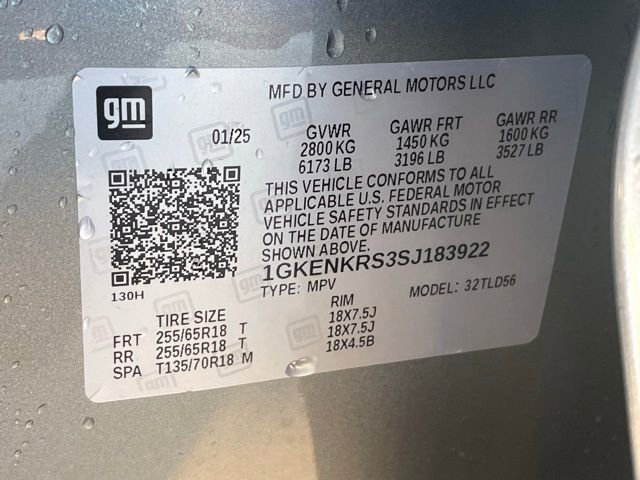 MFD BY GENERAL MOTORS LLC
gm
01/25 GVWR GAWR FRT GAWR RR
2800 KG 1450 KG 1600 KG
6173 LB 3196 LB 3527 LB
THIS VEHICLE CONFORMS TO ALL
APPLICABLE U.S. FEDERAL MOTOR
VEHICLE SAFETY STANDARDS IN EFFECT
ON THE DATE OF MANUFACTURE
SHOWN ABOVE.
1GKENKRS3SJ183922
130H
TYPE: MPV MODEL: 32TLD56
TIRE SIZE RIM
FRT 255/65R18 T 18X7.5J
RR 255/65R18 T 18X7.5J
SPA T135/70R18 M 18X4.5B